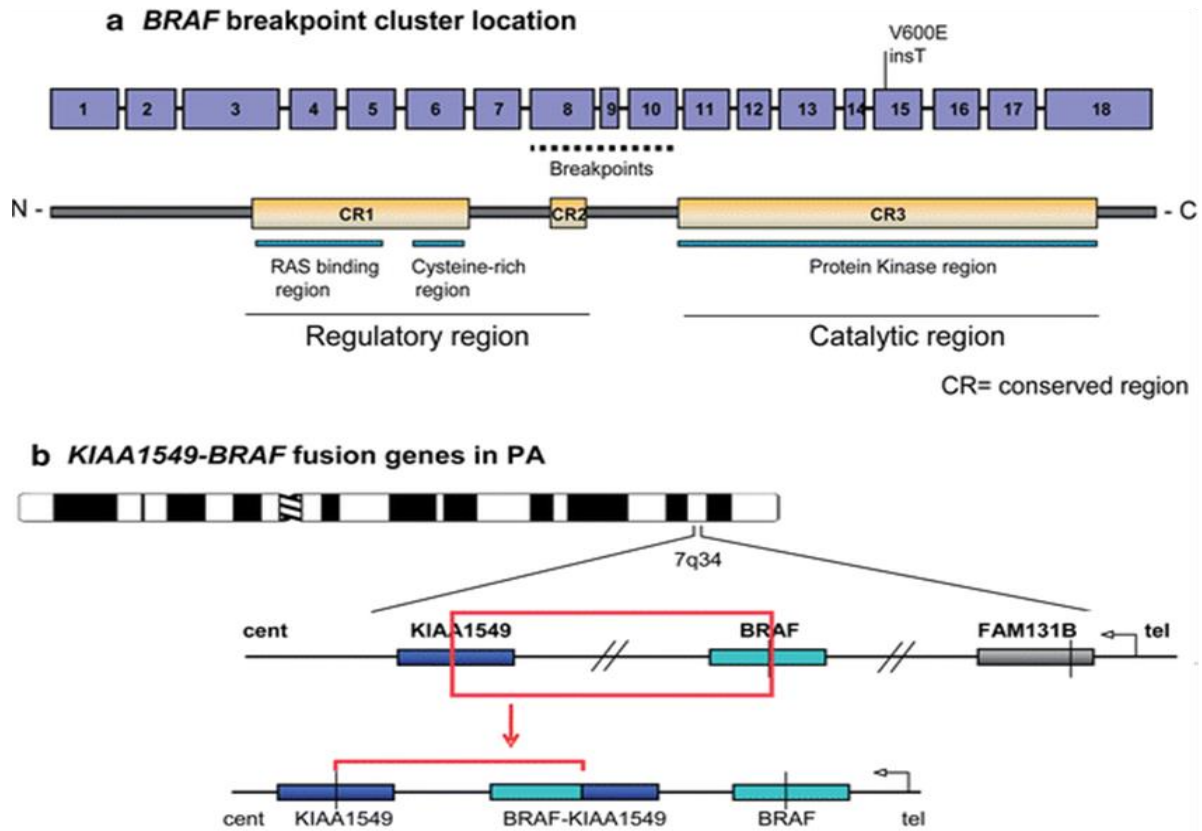 a BRAF breakpoint cluster location
V600E
insT
1 2 3 4 5 6 7 8 9 10 11 12 13 14 15 16 17 18
Breakpoints
N - CR1 CR2 CR3 - C
RAS binding region
Cysteine-rich region
Protein Kinase region
Regulatory region Catalytic region
CR= conserved region
b KIAA1549-BRAF fusion genes in PA
7q34
cent KIAA1549 BRAF FAM131B tel
cent KIAA1549 BRAF-KIAA1549 BRAF tel